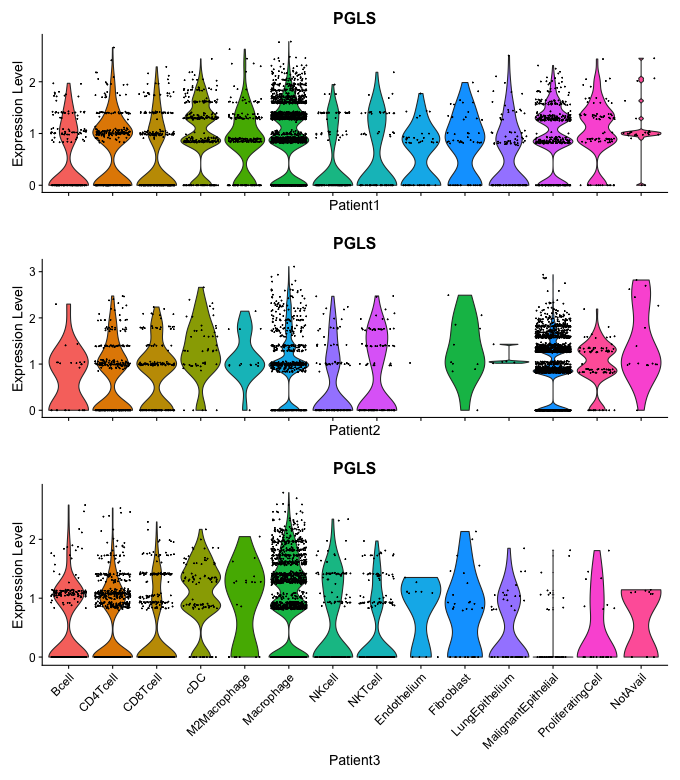 PGLS
Expression Level
2
1
0
Patient1
PGLS
Expression Level
3
2
1
0
Patient2
PGLS
Expression Level
2
1
0
Bcell
CD4Tcell
CD8Tcell
cDC
M2Macrophage
Macrophage
NKcell
NKTcell
Endothelium
Fibroblast
LungEpithelium
MalignantEpithelial
ProliferatingCell
NotAvail
Patient3